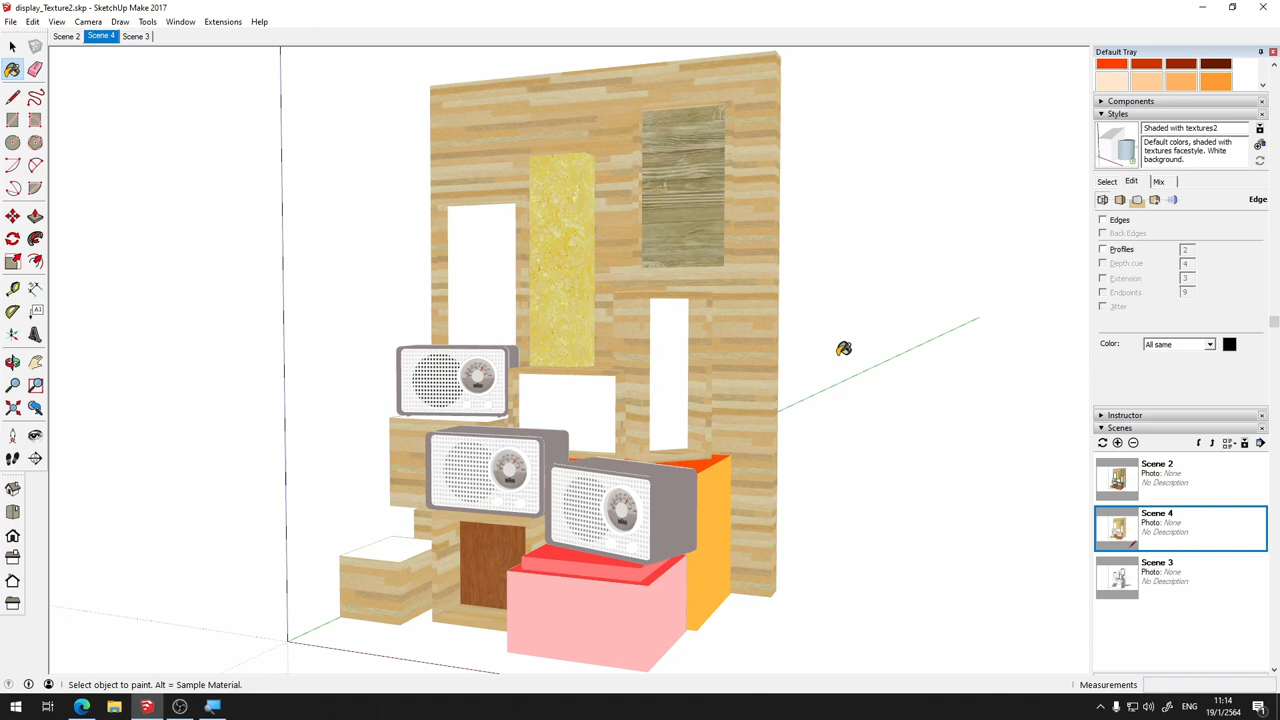 display_Texture2.skp - SketchUp Make 2017
File Edit View Camera Draw Tools Window Extensions Help
Scene 2 Scene 4 Scene 3
Default Tray
Components
Styles
Shaded with textures2
Default colors, shaded with textures facestyle. White background.
Select Edit Mix
Edge
Edges
Back Edges
Profiles 2
Depth cue 4
Extension 3
Endpoints 9
Jitter
Color: All same
Instructor
Scenes
Scene 2
Photo: None
No Description
Scene 4
Photo: None
No Description
Scene 3
Photo: None
No Description
Select object to paint. Alt = Sample Material.
Measurements
ENG
11:14
19/1/2564